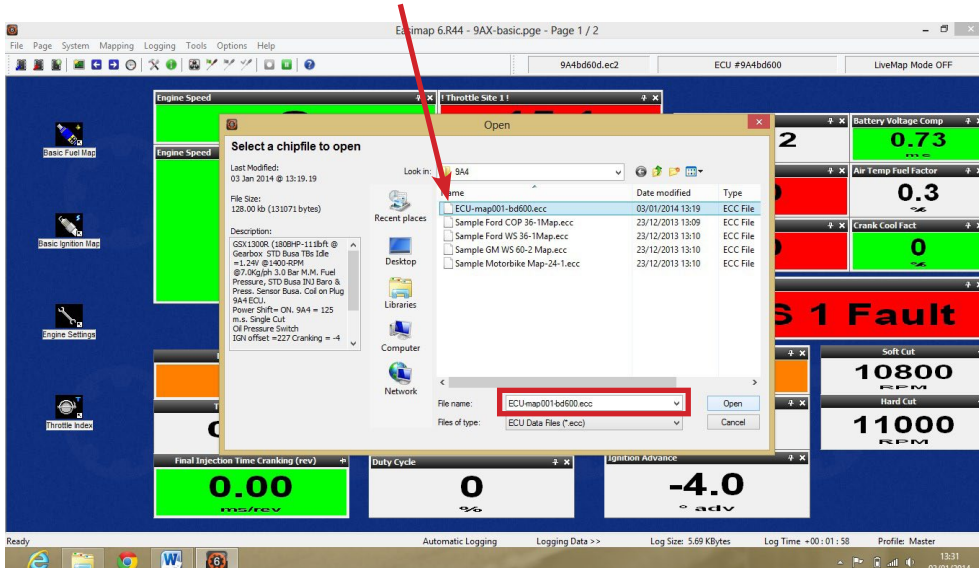 Easimap 6.R44 - 9AX-basic.pge - Page 1 / 2
File Page System Mapping Logging Tools Options Help
9A4bd60d.ec2 ECU #9A4bd600 LiveMap Mode OFF
Engine Speed
! Throttle Site 1 !
Basic Fuel Map
Basic Ignition Map
Engine Settings
Throttle Index
Engine Speed
Open
Select a chipfile to open
Last Modified:
03 Jan 2014 @ 13:19.19
File Size:
128.00 kb (131071 bytes)
Description:
GSX1300R (180BHP-111lbft @
Gearbox STD Busa TBs Idle
=1.24V @1400-RPM
@7.0Kg/ph 3.0 Bar M.M. Fuel
Pressure, STD Busa INJ Baro &
Press. Sensor Busa. Coil on Plug
9A4 ECU.
Power Shift= ON. 9A4 = 125
m.s. Single Cut
Oil Pressure Switch
IGN offset =227 Cranking = -4
Look in: 9A4
Recent places
Desktop
Libraries
Computer
Network
Name Date modified Type
ECU-map001-bd600.ecc 03/01/2014 13:19 ECC File
Sample Ford COP 36-1Map.ecc 23/12/2013 13:09 ECC File
Sample Ford WS 36-1Map.ecc 23/12/2013 13:10 ECC File
Sample GM WS 60-2 Map.ecc 23/12/2013 13:10 ECC File
Sample Motorbike Map-24-1.ecc 23/12/2013 13:10 ECC File
File name: ECU-map001-bd600.ecc Open
Files of type: ECU Data Files (*.ecc) Cancel
2
Battery Voltage Comp
0.73
ms
Air Temp Fuel Factor
0.3
%
Crank Cool Fact
0
%
S 1 Fault
Soft Cut
10800
RPM
Hard Cut
11000
RPM
Final Injection Time Cranking (rev)
0.00
ms/rev
Duty Cycle
0
%
Ignition Advance
-4.0
° adv
Ready Automatic Logging Logging Data >> Log Size: 5.69 KBytes Log Time +00 : 01 : 58 Profile: Master
13:31
03/01/2014